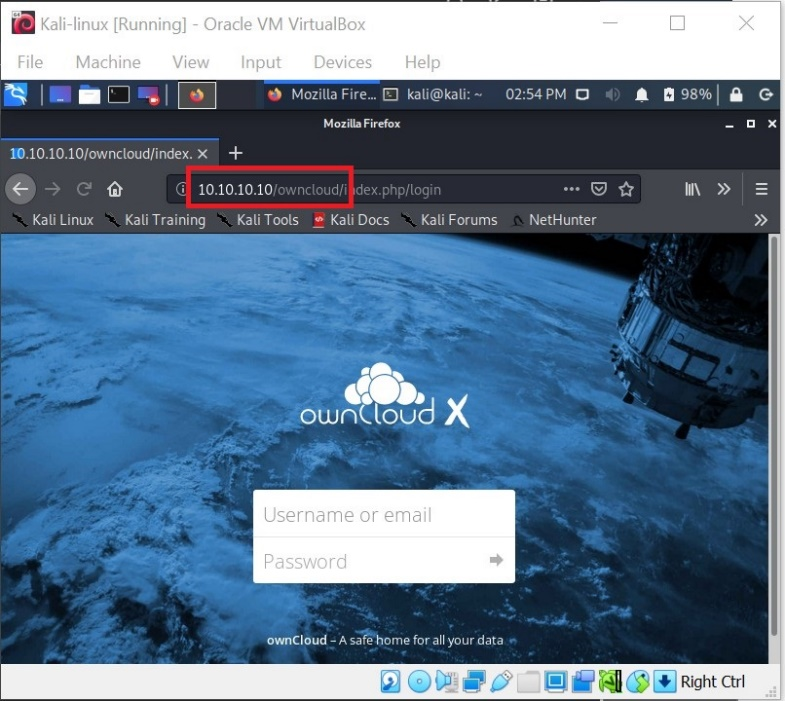 Kali-linux [Running] - Oracle VM VirtualBox
File Machine View Input Devices Help
Mozilla Fire... kali@kali: ~ 02:54 PM 98%
Mozilla Firefox
10.10.10.10/owncloud/index.
10.10.10.10/owncloud/index.php/login
Kali Linux Kali Training Kali Tools Kali Docs Kali Forums NetHunter
ownCloud X
Username or email
Password
ownCloud – A safe home for all your data
Right Ctrl